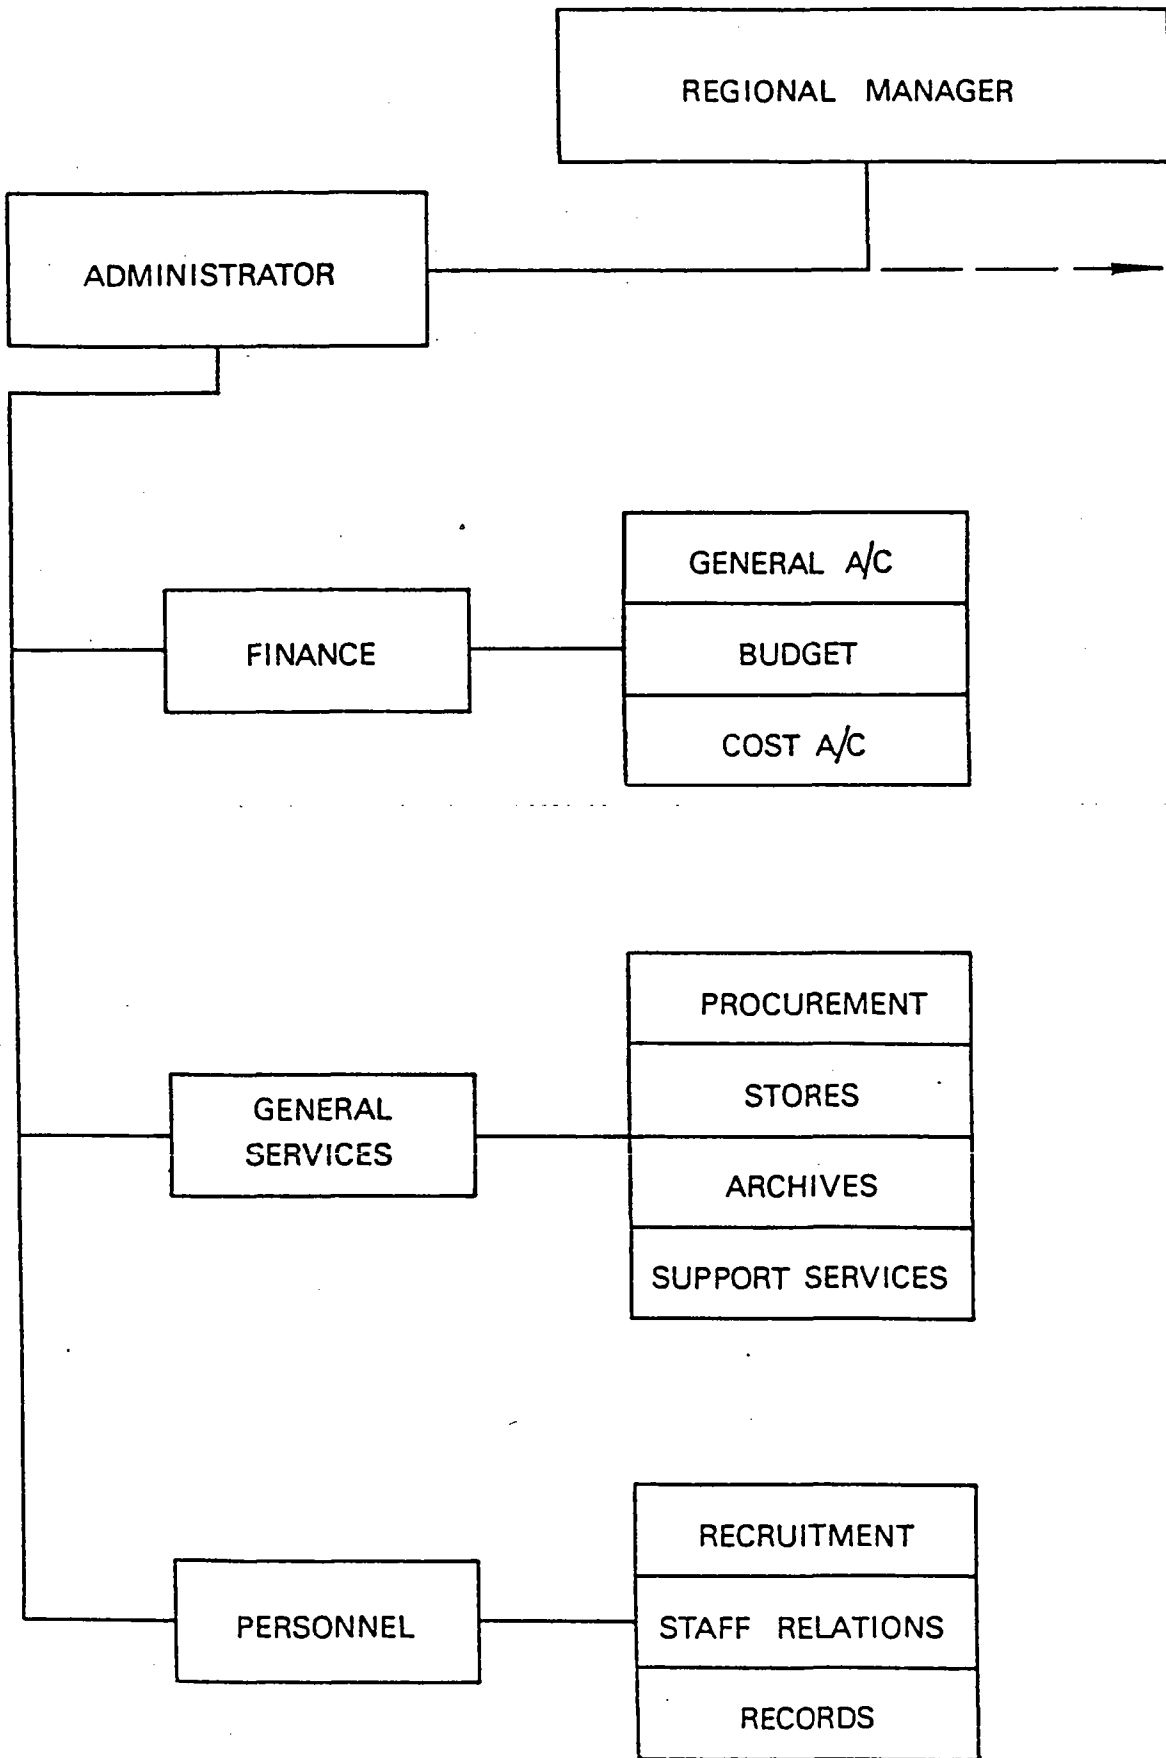 REGIONAL MANAGER
ADMINISTRATOR
GENERAL A/C
FINANCE
BUDGET
COST A/C
PROCUREMENT
STORES
GENERAL
SERVICES
ARCHIVES
SUPPORT SERVICES
RECRUITMENT
PERSONNEL
STAFF RELATIONS
RECORDS